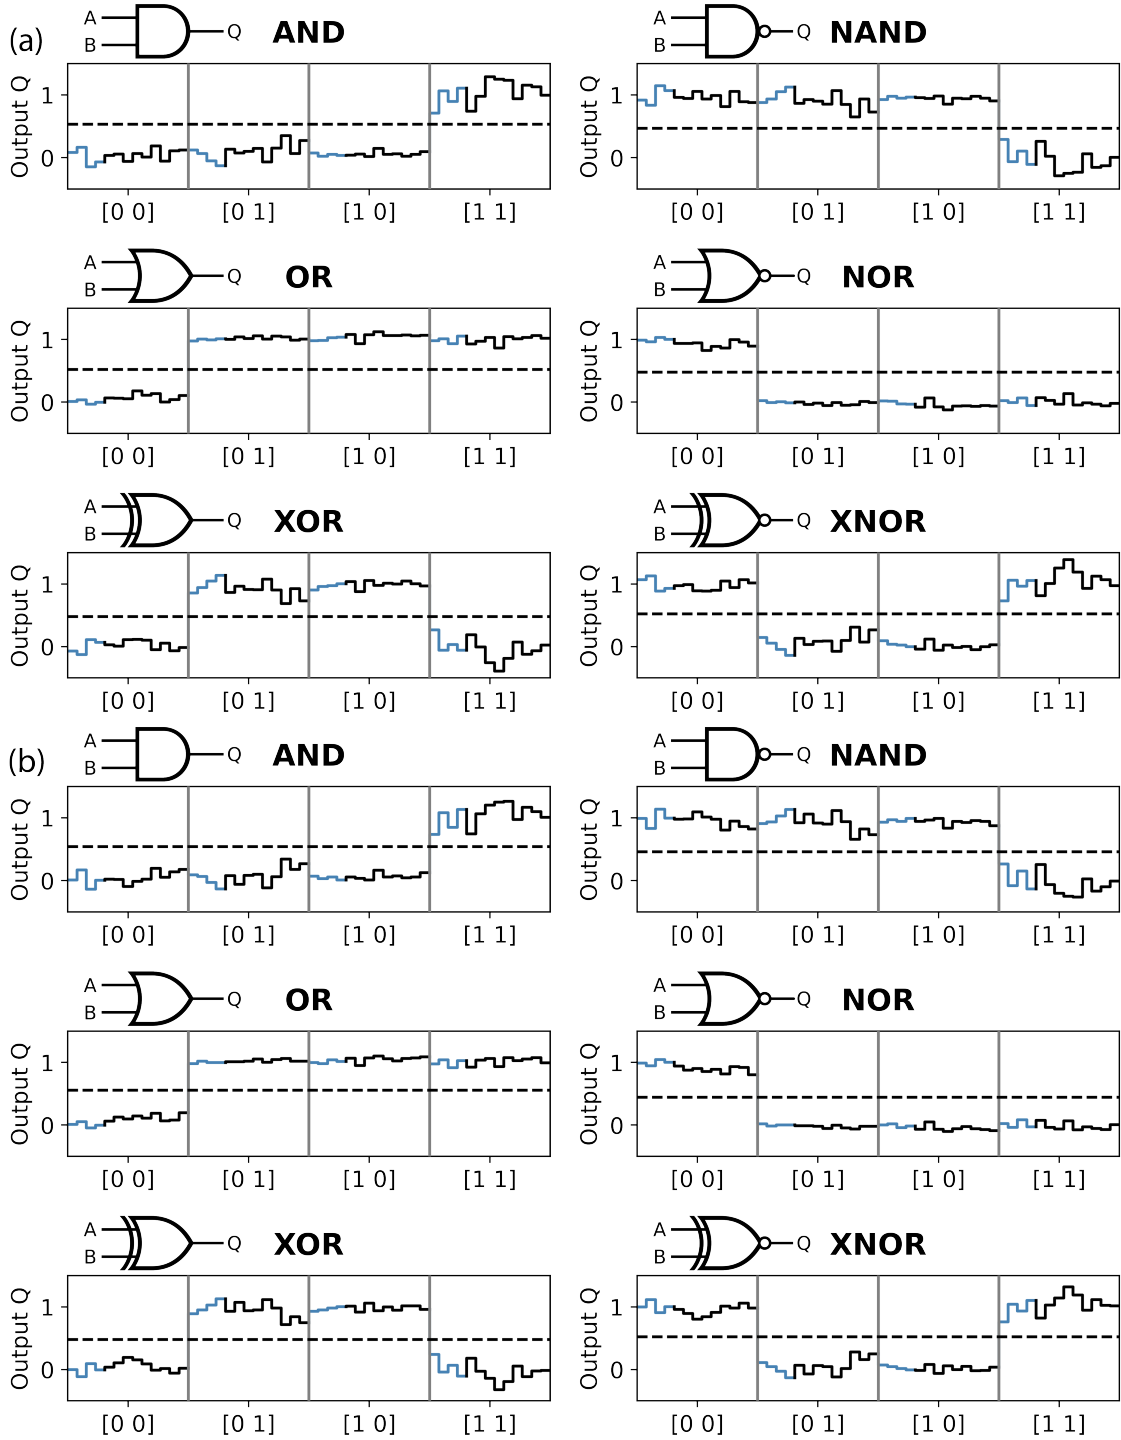 (a)
A
B
Q
AND
Output Q
1
0
[0 0] [0 1] [1 0] [1 1]
A
B
Q
NAND
Output Q
1
0
[0 0] [0 1] [1 0] [1 1]
A
B
Q
OR
Output Q
1
0
[0 0] [0 1] [1 0] [1 1]
A
B
Q
NOR
Output Q
1
0
[0 0] [0 1] [1 0] [1 1]
A
B
Q
XOR
Output Q
1
0
[0 0] [0 1] [1 0] [1 1]
A
B
Q
XNOR
Output Q
1
0
[0 0] [0 1] [1 0] [1 1]
(b)
A
B
Q
AND
Output Q
1
0
[0 0] [0 1] [1 0] [1 1]
A
B
Q
NAND
Output Q
1
0
[0 0] [0 1] [1 0] [1 1]
A
B
Q
OR
Output Q
1
0
[0 0] [0 1] [1 0] [1 1]
A
B
Q
NOR
Output Q
1
0
[0 0] [0 1] [1 0] [1 1]
A
B
Q
XOR
Output Q
1
0
[0 0] [0 1] [1 0] [1 1]
A
B
Q
XNOR
Output Q
1
0
[0 0] [0 1] [1 0] [1 1]